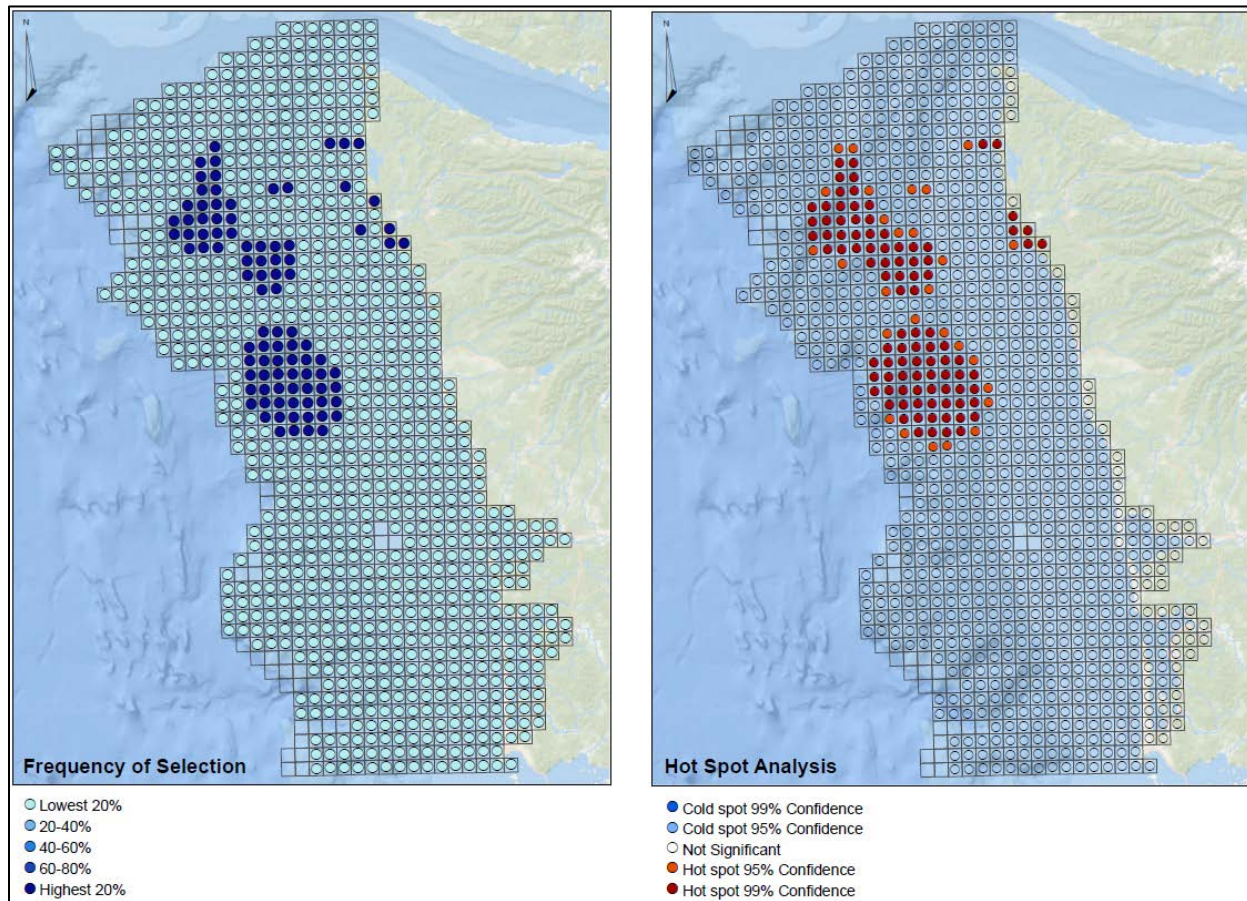 Frequency of Selection
Lowest 20%
20-40%
40-60%
60-80%
Highest 20%
Hot Spot Analysis
Cold spot 99% Confidence
Cold spot 95% Confidence
Not Significant
Hot spot 95% Confidence
Hot spot 99% Confidence